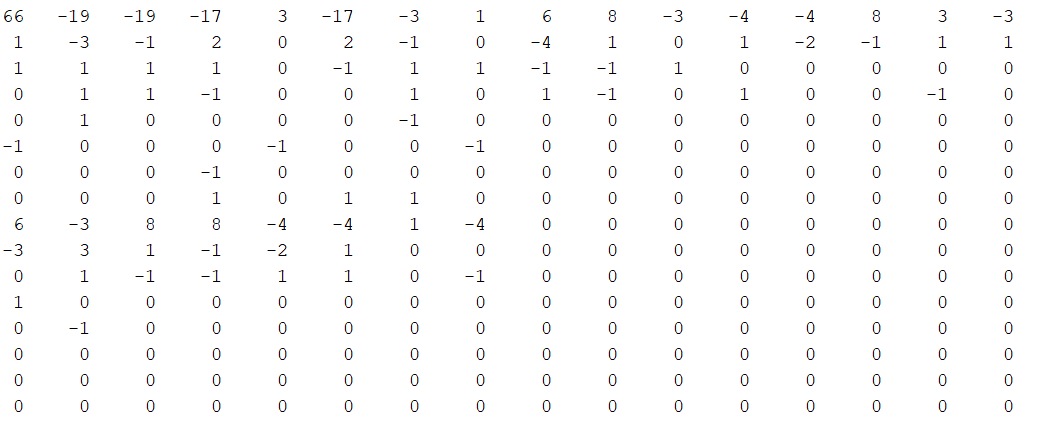 66 -19 -19 -17 3 -17 -3 1 6 8 -3 -4 -4 8 3 -3
1 -3 -1 2 0 2 -1 0 -4 1 0 1 -2 -1 1 1
1 1 1 1 0 -1 1 1 -1 -1 1 0 0 0 0 0
0 1 1 -1 0 0 1 0 1 -1 0 1 0 0 -1 0
0 1 0 0 0 0 -1 0 0 0 0 0 0 0 0 0
-1 0 0 0 -1 0 0 -1 0 0 0 0 0 0 0 0
0 0 0 -1 0 0 0 0 0 0 0 0 0 0 0 0
0 0 0 1 0 1 1 0 0 0 0 0 0 0 0 0
6 -3 8 8 -4 -4 1 -4 0 0 0 0 0 0 0 0
-3 3 1 -1 -2 1 0 0 0 0 0 0 0 0 0 0
0 1 -1 -1 1 1 0 -1 0 0 0 0 0 0 0 0
1 0 0 0 0 0 0 0 0 0 0 0 0 0 0 0
0 -1 0 0 0 0 0 0 0 0 0 0 0 0 0 0
0 0 0 0 0 0 0 0 0 0 0 0 0 0 0 0
0 0 0 0 0 0 0 0 0 0 0 0 0 0 0 0
0 0 0 0 0 0 0 0 0 0 0 0 0 0 0 0